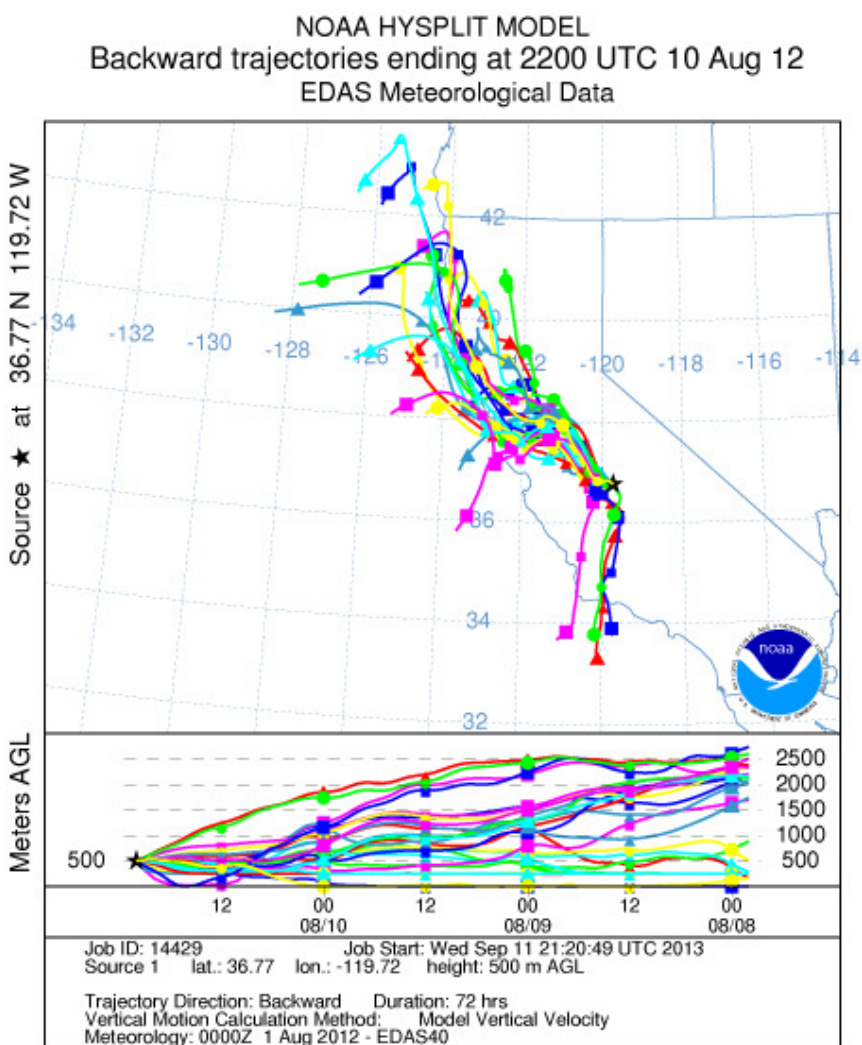 NOAA HYSPLIT MODEL
Backward trajectories ending at 2200 UTC 10 Aug 12
EDAS Meteorological Data
Source ★ at 36.77 N 119.72 W
42
40
-134 -132 -130 -128 -126 -122 -120 -118 -116 -114
36
34
noaa
32
Meters AGL
500
2500
2000
1500
1000
500
12 00 12 00 12 00
08/10 08/09 08/08
Job ID: 14429 Job Start: Wed Sep 11 21:20:49 UTC 2013
Source 1 lat.: 36.77 lon.: -119.72 height: 500 m AGL
Trajectory Direction: Backward Duration: 72 hrs
Vertical Motion Calculation Method: Model Vertical Velocity
Meteorology: 0000Z 1 Aug 2012 - EDAS40